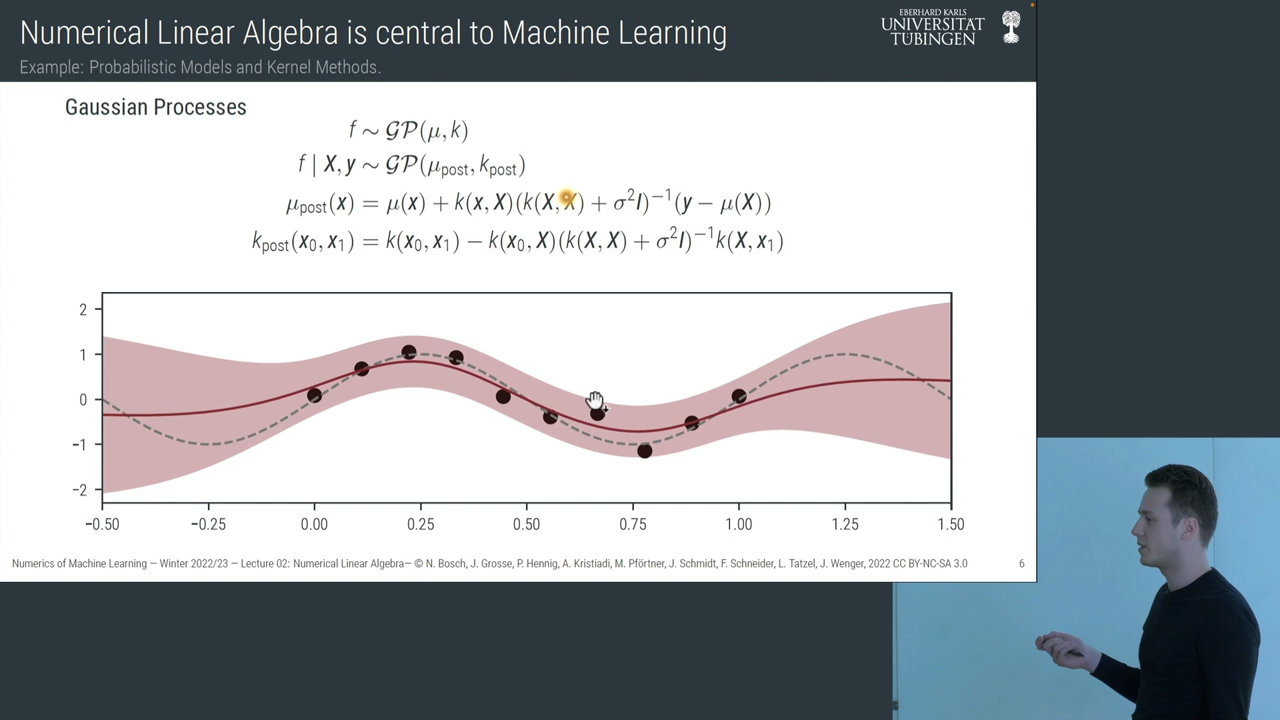 Numerical Linear Algebra is central to Machine Learning
Example: Probabilistic Models and Kernel Methods.
EBERHARD KARLS
UNIVERSITÄT
TÜBINGEN
Gaussian Processes
f ∼ 𝒢𝒫(μ, k)
f | X, y ∼ 𝒢𝒫(μ_post, k_post)
μ_post(x) = μ(x) + k(x, X)(k(X, X) + σ²I)⁻¹(y − μ(X))
k_post(x₀, x₁) = k(x₀, x₁) − k(x₀, X)(k(X, X) + σ²I)⁻¹k(X, x₁)
2
1
0
−1
−2
−0.50 −0.25 0.00 0.25 0.50 0.75 1.00 1.25 1.50
Numerics of Machine Learning — Winter 2022/23 — Lecture 02: Numerical Linear Algebra— © N. Bosch, J. Grosse, P. Hennig, A. Kristiadi, M. Pförtner, J. Schmidt, F. Schneider, L. Tatzel, J. Wenger, 2022 CC BY-NC-SA 3.0 6